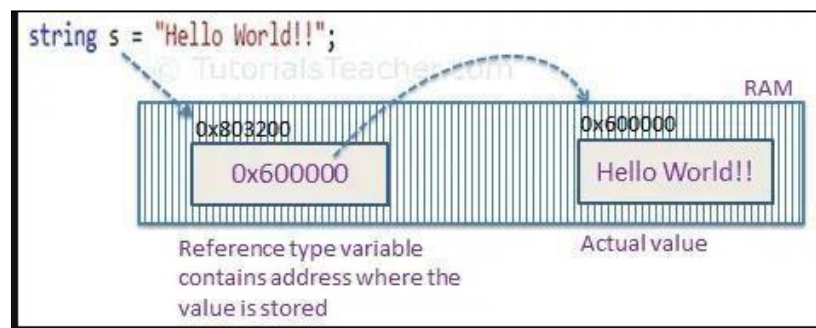 string s = "Hello World!!";
© TutorialsTeacher.com
RAM
0x803200
0x600000
0x600000
Hello World!!
Reference type variable
contains address where the
value is stored
Actual value